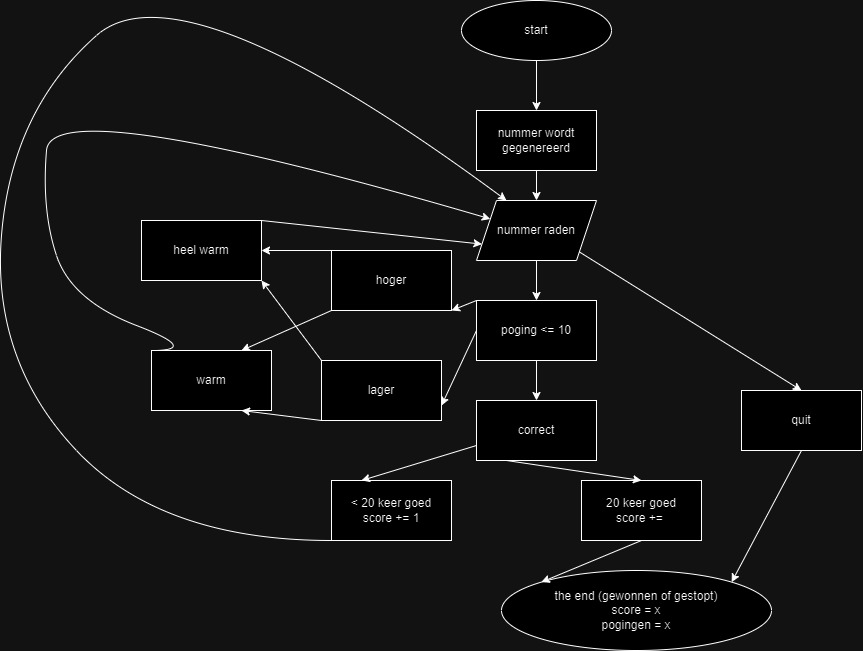 start
nummer wordt
gegenereerd
nummer raden
heel warm
hoger
poging <= 10
warm
lager
correct
quit
< 20 keer goed
score += 1
20 keer goed
score +=
the end (gewonnen of gestopt)
score = x
pogingen = x